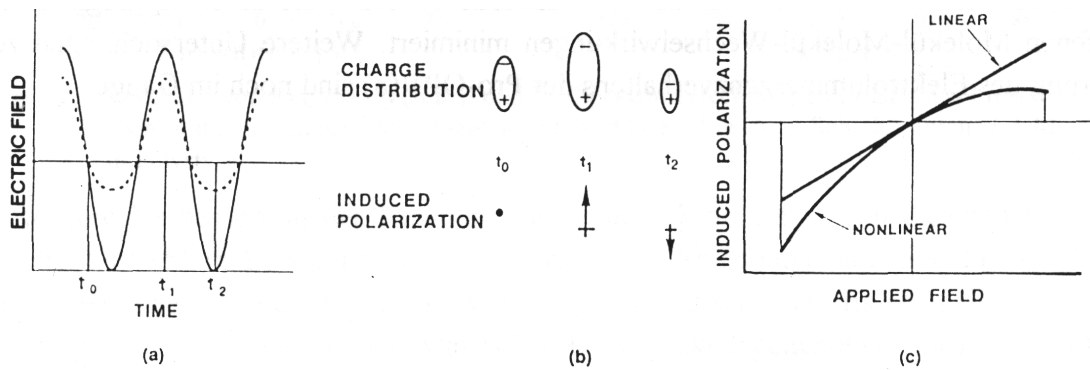 ELECTRIC FIELD
t0
t1
t2
TIME
(a)
CHARGE
DISTRIBUTION
−
+
−
+
−
+
t0
t1
t2
INDUCED
POLARIZATION
(b)
INDUCED POLARIZATION
LINEAR
NONLINEAR
APPLIED FIELD
(c)